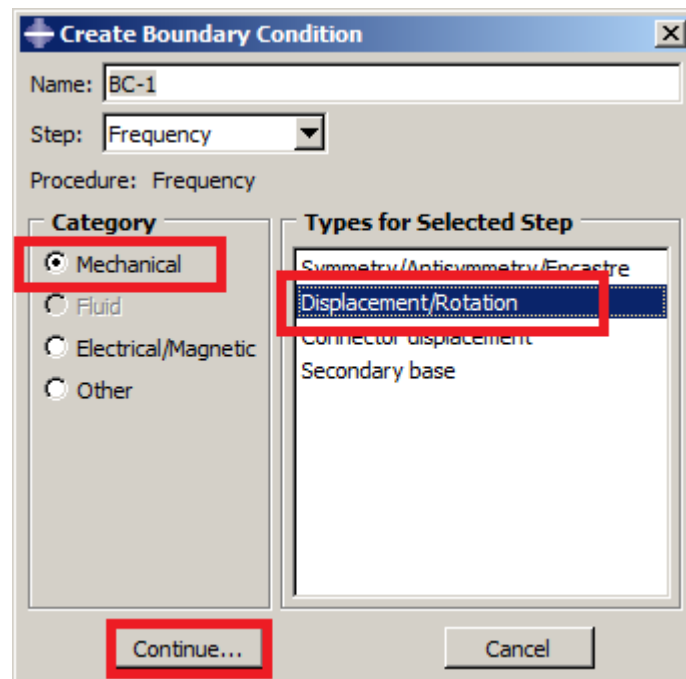 Create Boundary Condition
Name: BC-1
Step: Frequency
Procedure: Frequency
Category
Mechanical
Fluid
Electrical/Magnetic
Other
Types for Selected Step
Symmetry/Antisymmetry/Encastre
Displacement/Rotation
Connector displacement
Secondary base
Continue...
Cancel